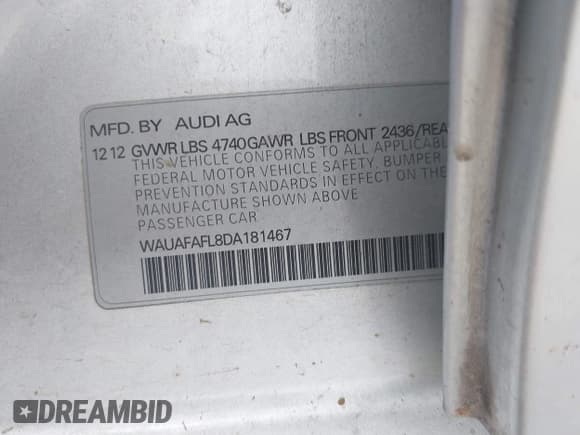 MFD. BY AUDI AG
12 12 GVWR LBS 4740GAWR LBS FRONT 2436/REA
THIS VEHICLE CONFORMS TO ALL APPLICABLE
FEDERAL MOTOR VEHICLE SAFETY, BUMPER
PREVENTION STANDARDS IN EFFECT ON THE
MANUFACTURE SHOWN ABOVE
PASSENGER CAR
WAUAFAFL8DA181467
DREAMBID